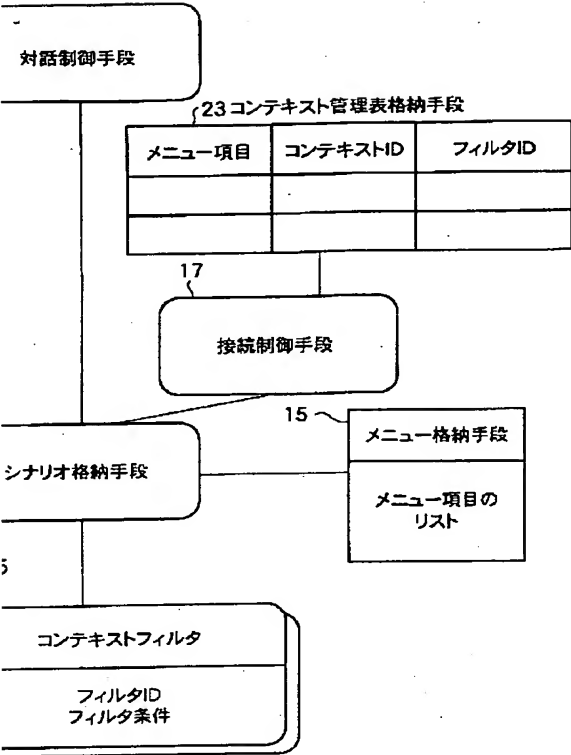 対話制御手段
23 コンテキスト管理表格納手段
メニュー項目 コンテキストID フィルタID
17
接続制御手段
15
メニュー格納手段
シナリオ格納手段
メニュー項目の
リスト
コンテキストフィルタ
フィルタID
フィルタ条件